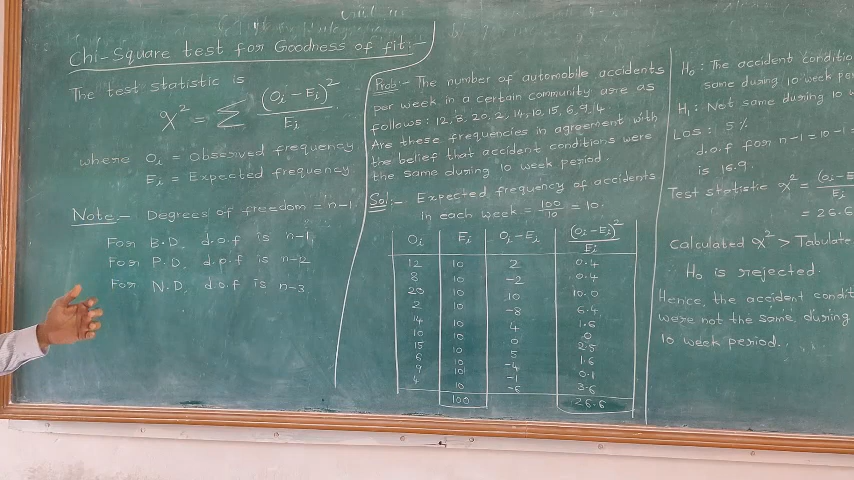 Chi-Square test for Goodness of fit:-
The test statistic is
χ² = Σ (Oi - Ei)² / Ei
where Oi = Observed frequency
Ei = Expected frequency
Note:- Degrees of freedom = n-1
For B.D, d.o.f is n-1
For P.D, d.o.f is n-2
For N.D, d.o.f is n-3
Prob:- The number of automobile accidents
per week in a certain community are as
follows: 12, 8, 20, 2, 14, 10, 15, 6, 9, 4.
Are these frequencies in agreement with
the belief that accident conditions were
the same during 10 week period.
Sol:- Expected frequency of accidents
in each week = 100/10 = 10.
Oi Ei Oi-Ei (Oi-Ei)²/Ei
12 10 2 0.4
8 10 -2 0.4
20 10 10 10.0
2 10 -8 6.4
14 10 4 1.6
10 10 0 0
15 10 5 2.5
6 10 -4 1.6
9 10 -1 0.1
4 10 -6 3.6
100 26.6
H0: The accident conditio
same during 10 week per
H1: Not same during 10
LOS: 5%
d.o.f for n-1 = 10-1 =
is 16.9.
Test statistic χ² = (Oi-E / Ei
= 26.6
Calculated χ² > Tabulate
∴ H0 is rejected.
Hence, the accident condit
were not the same, during
10 week period.